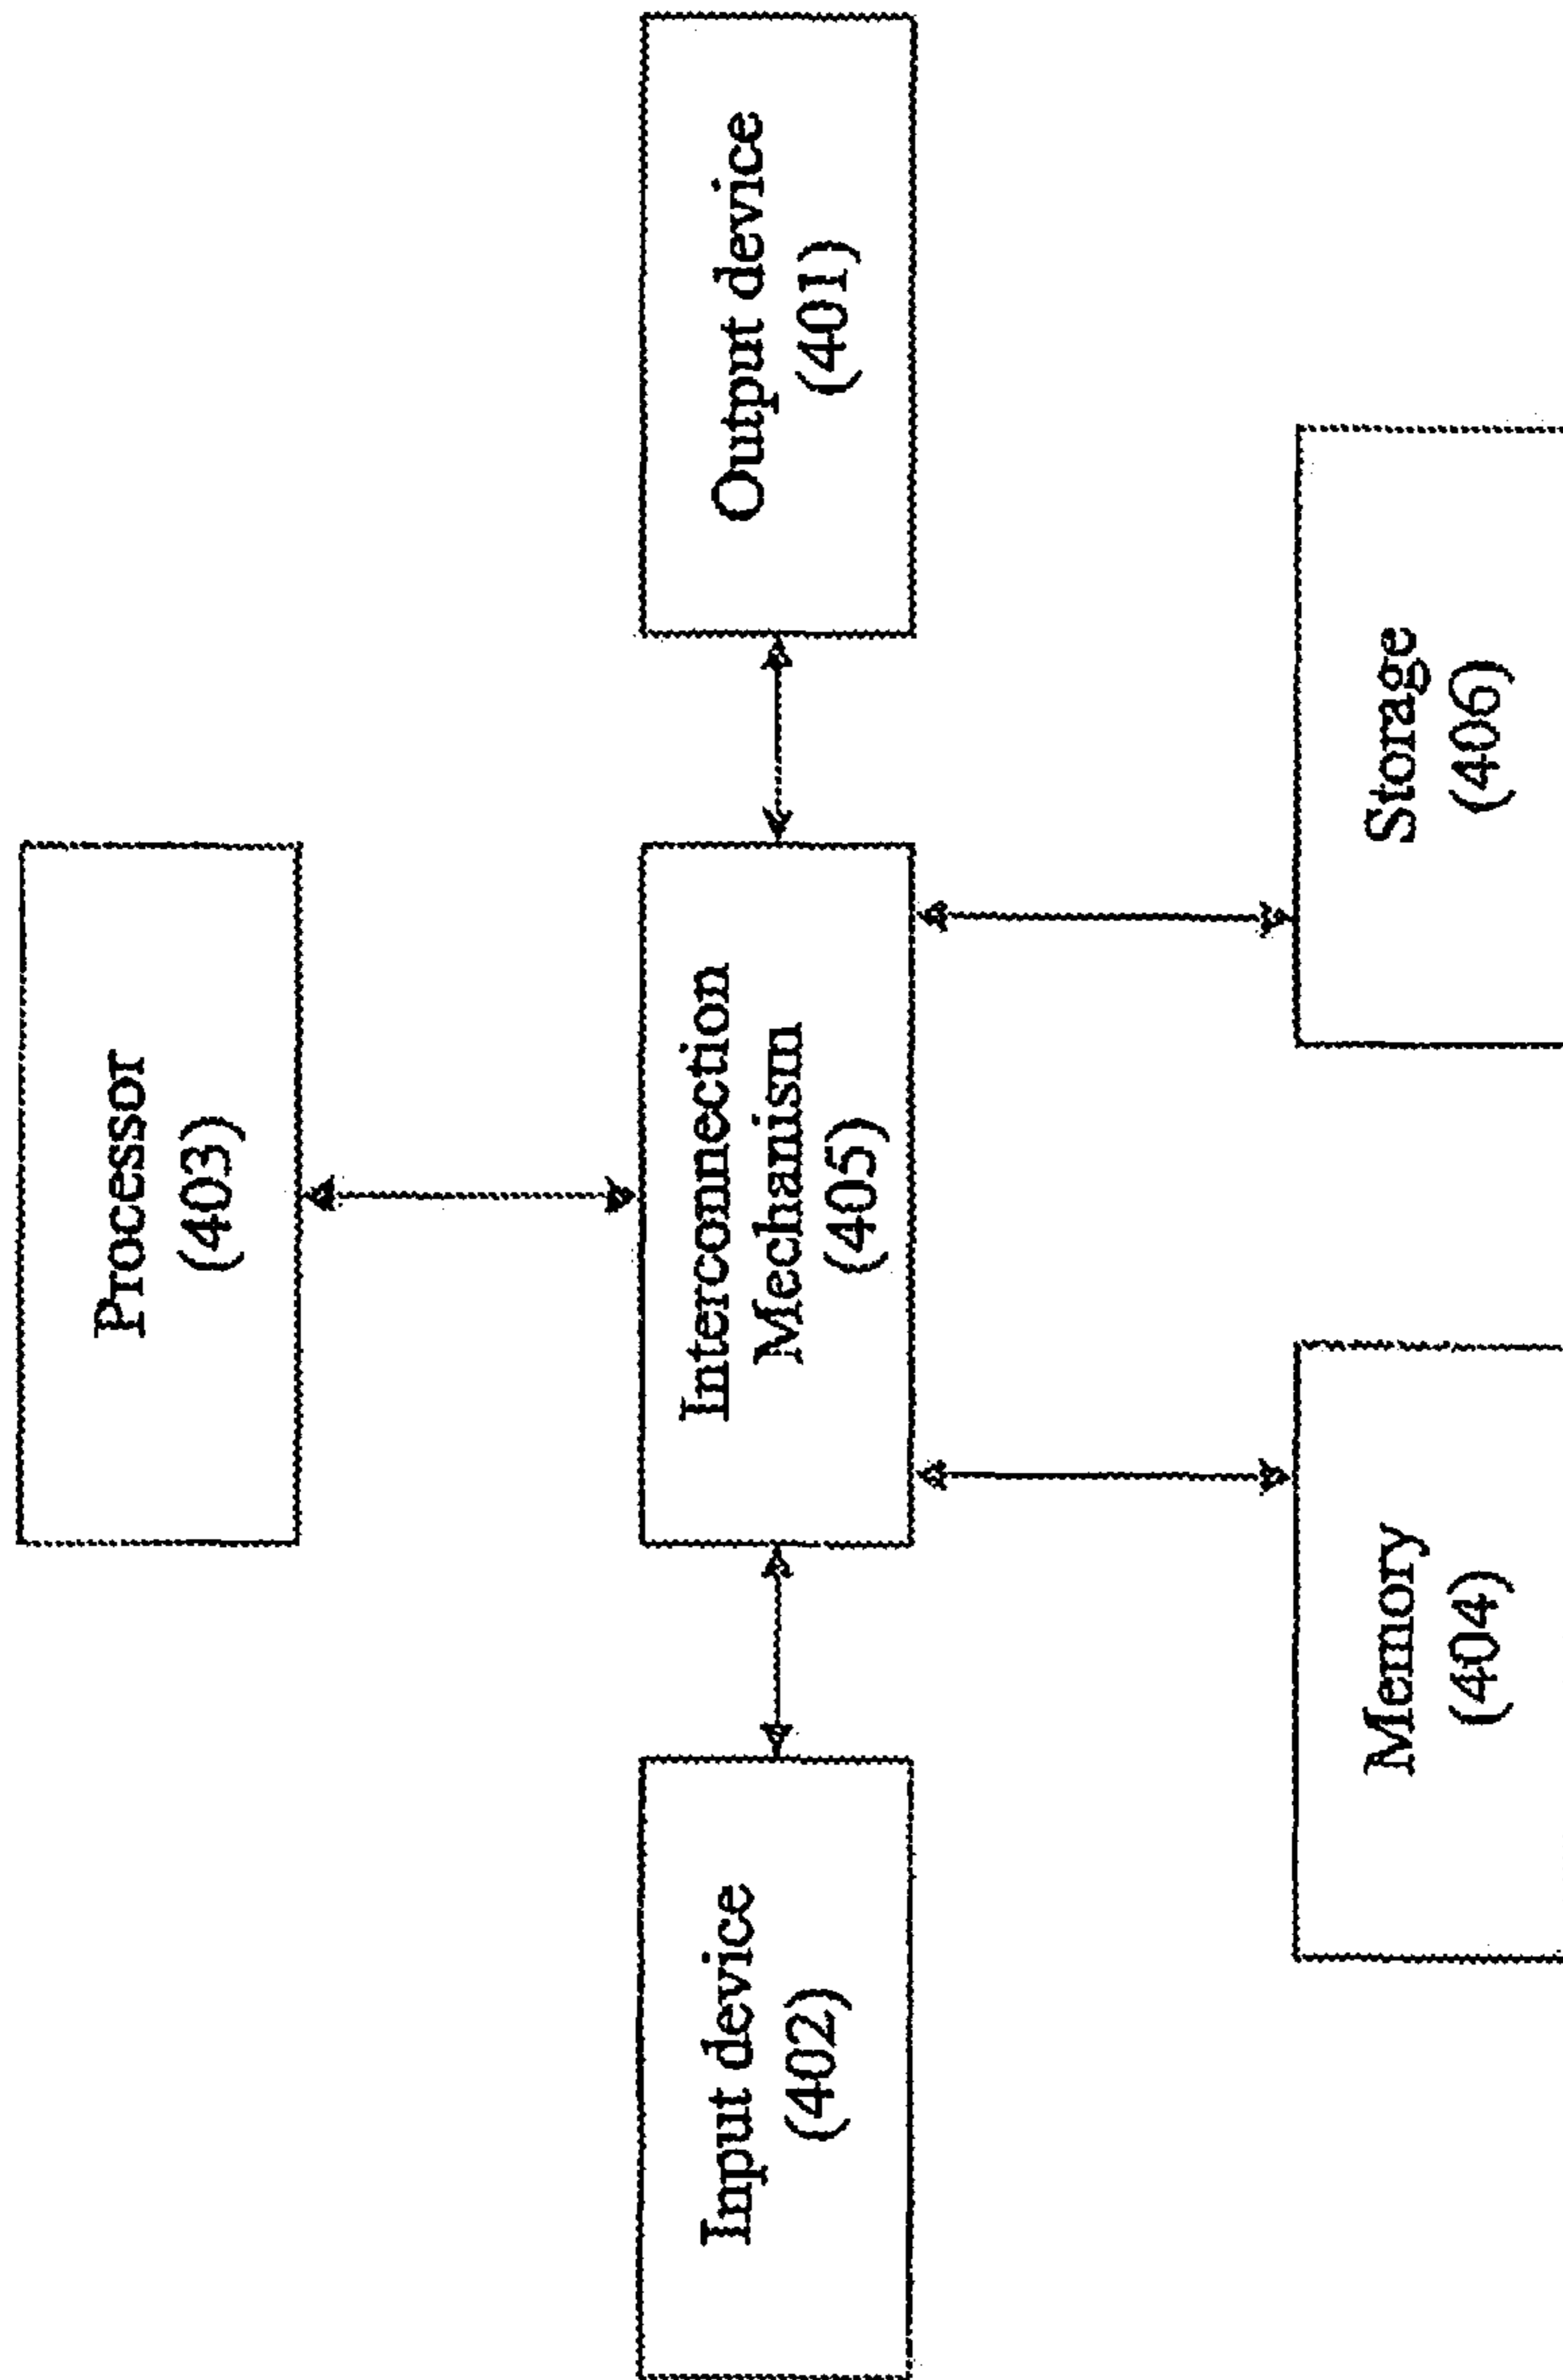 Processor
(403)
Input device
(402)
Interconnection
Mechanism
(405)
Output device
(401)
Memory
(404)
Storage
(406)